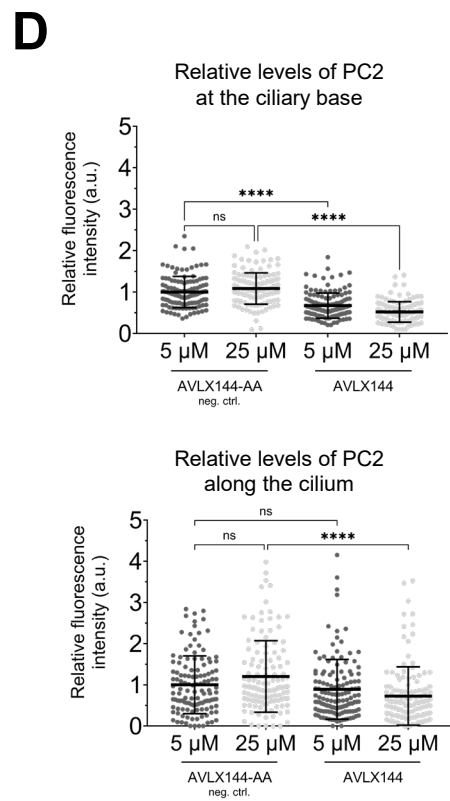 D
Relative levels of PC2
at the ciliary base
Relative fluorescence
intensity (a.u.)
5
4
3
2
1
0
****
ns
****
5 µM 25 µM 5 µM 25 µM
AVLX144-AA AVLX144
neg. ctrl.
Relative levels of PC2
along the cilium
Relative fluorescence
intensity (a.u.)
5
4
3
2
1
0
ns
ns
****
5 µM 25 µM 5 µM 25 µM
AVLX144-AA AVLX144
neg. ctrl.